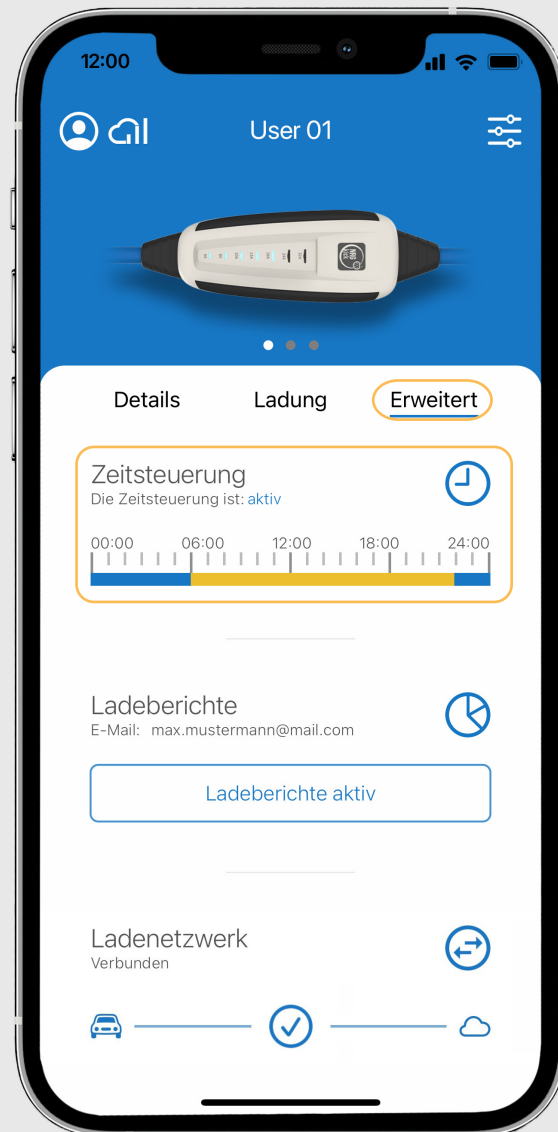 12:00
User 01
Details Ladung Erweitert
Zeitsteuerung
Die Zeitsteuerung ist: aktiv
00:00 06:00 12:00 18:00 24:00
Ladeberichte
E-Mail: max.mustermann@mail.com
Ladeberichte aktiv
Ladenetzwerk
Verbunden